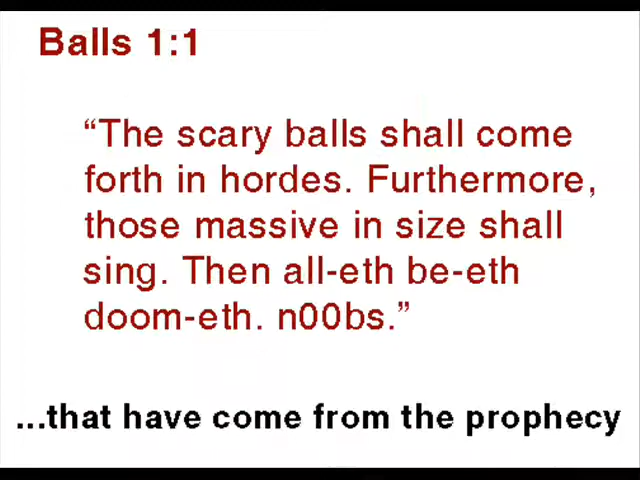 Balls 1:1
“The scary balls shall come
forth in hordes. Furthermore,
those massive in size shall
sing. Then all-eth be-eth
doom-eth. n00bs.”
...that have come from the prophecy